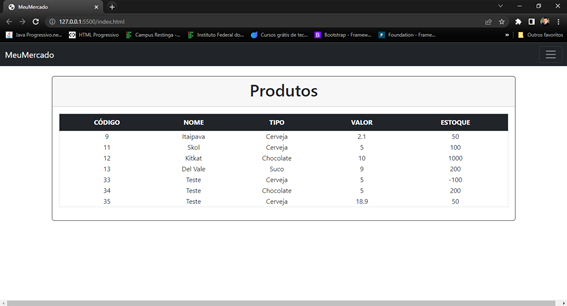 MeuMercado
127.0.0.1:5500/index.html
Java Progressivo.ne... HTML Progressivo Campus Restinga -... Instituto Federal do... Cursos grátis de tec... Bootstrap - Framew... Foundation - Frame... » Outros favoritos
MeuMercado
Produtos
CÓDIGO NOME TIPO VALOR ESTOQUE
9 Itaipava Cerveja 2.1 50
11 Skol Cerveja 5 100
12 Kitkat Chocolate 10 1000
13 Del Vale Suco 9 200
33 Teste Cerveja 5 -100
34 Teste Chocolate 5 200
35 Teste Cerveja 18.9 50